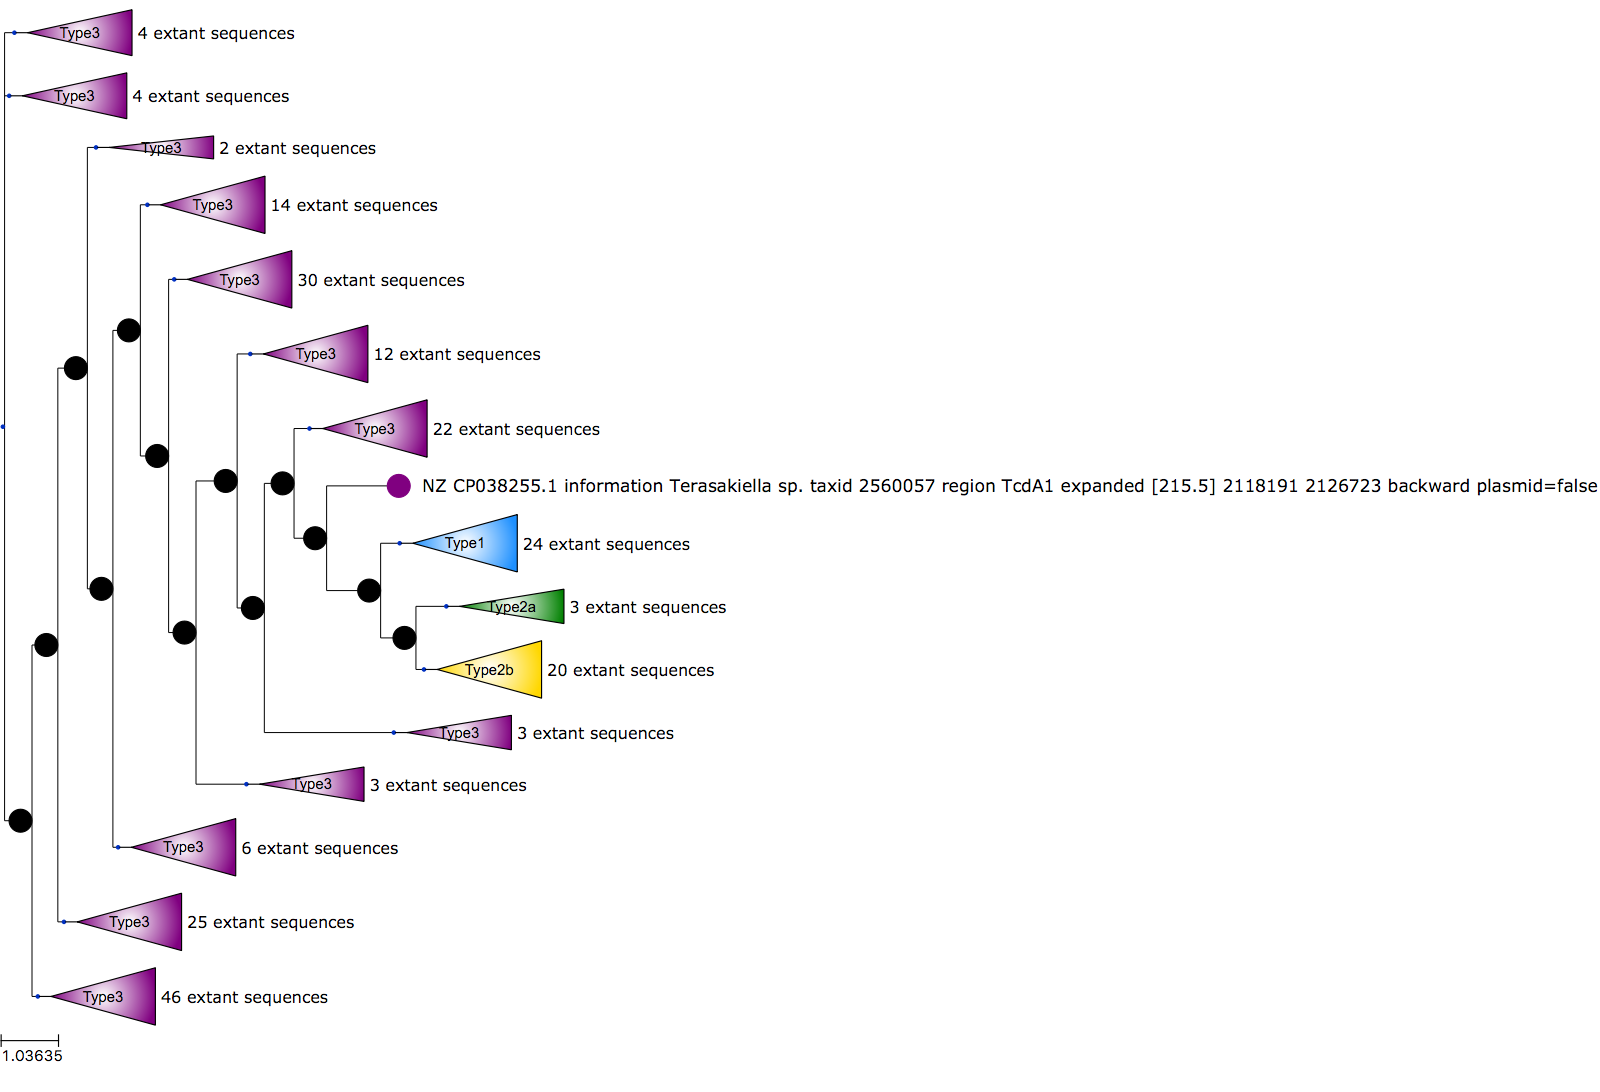 Type3 4 extant sequences
Type3 4 extant sequences
Type3 2 extant sequences
Type3 14 extant sequences
Type3 30 extant sequences
Type3 12 extant sequences
Type3 22 extant sequences
NZ CP038255.1 information Terasakiella sp. taxid 2560057 region TcdA1 expanded [215.5] 2118191 2126723 backward plasmid=false
Type1 24 extant sequences
Type2a 3 extant sequences
Type2b 20 extant sequences
Type3 3 extant sequences
Type3 3 extant sequences
Type3 6 extant sequences
Type3 25 extant sequences
Type3 46 extant sequences
1.03635